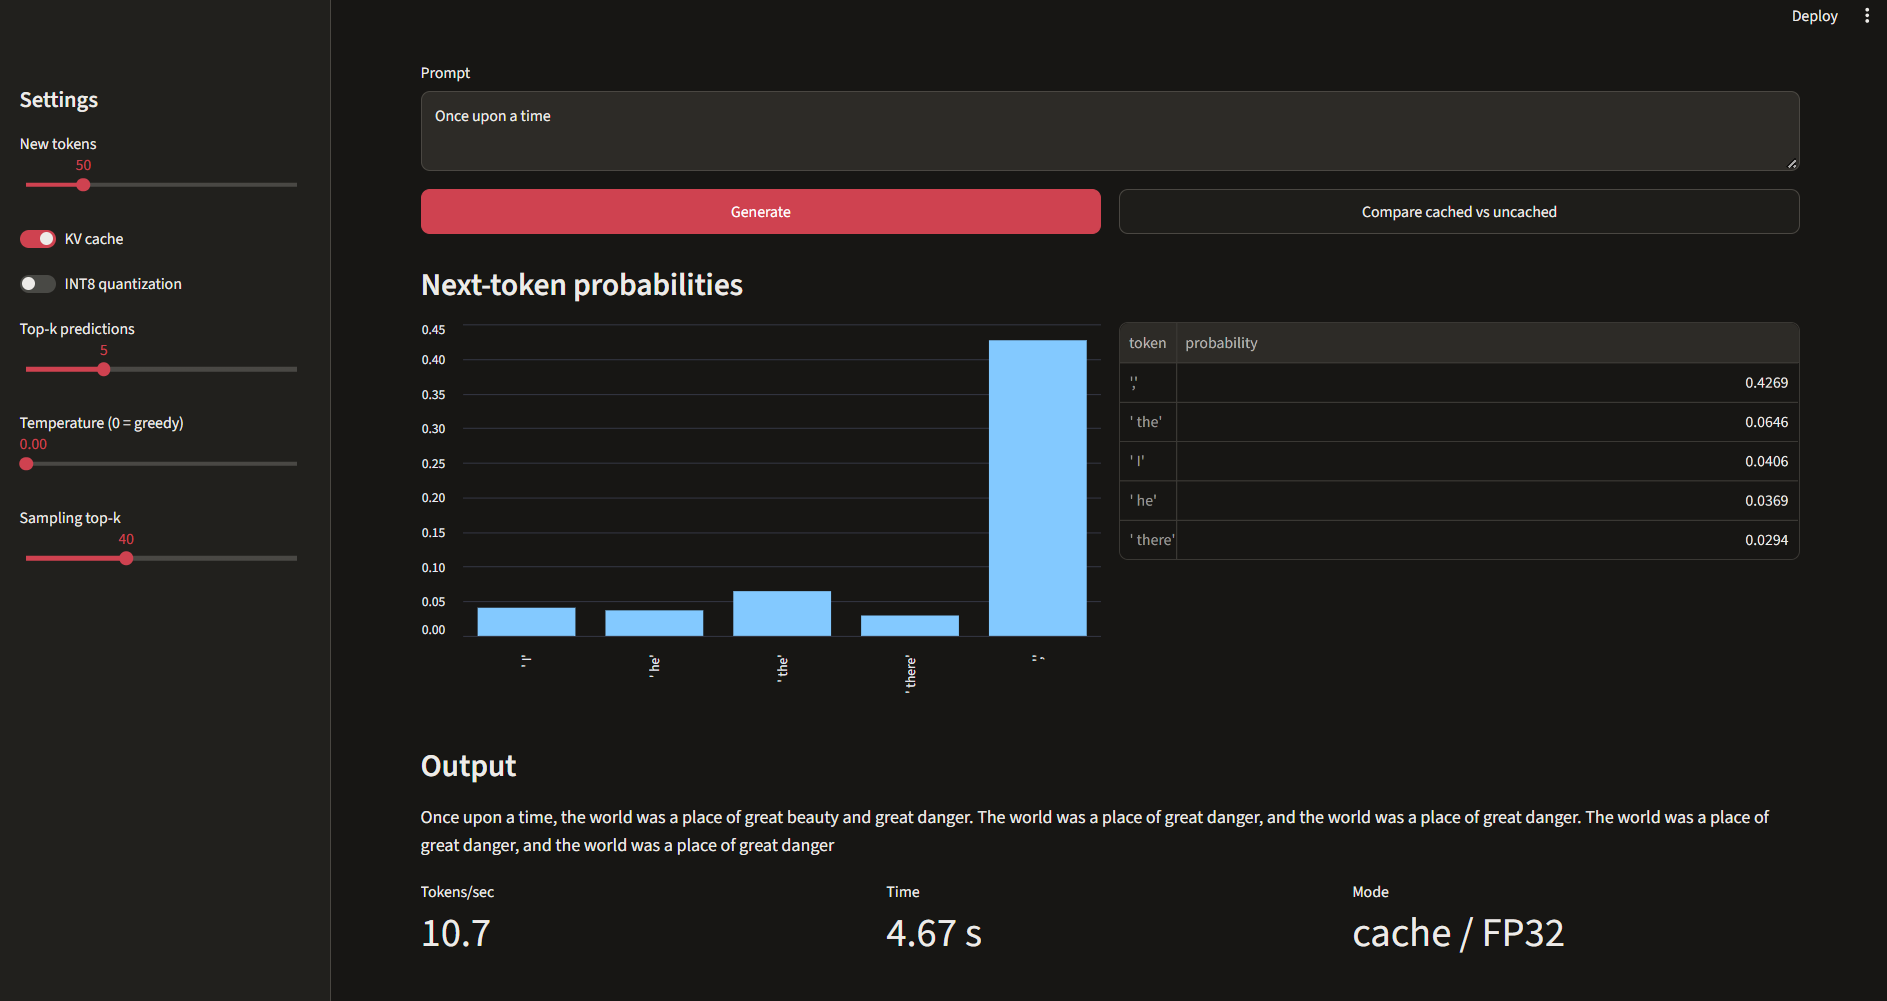 Deploy
Settings
New tokens
50
KV cache
INT8 quantization
Top-k predictions
5
Temperature (0 = greedy)
0.00
Sampling top-k
40
Prompt
Once upon a time
Generate
Compare cached vs uncached
Next-token probabilities
0.45
0.40
0.35
0.30
0.25
0.20
0.15
0.10
0.05
0.00
' I'
' he'
' the'
' there'
','
token probability
',' 0.4269
' the' 0.0646
' I' 0.0406
' he' 0.0369
' there' 0.0294
Output
Once upon a time, the world was a place of great beauty and great danger. The world was a place of great danger, and the world was a place of great danger. The world was a place of
great danger, and the world was a place of great danger
Tokens/sec Time Mode
10.7 4.67 s cache / FP32